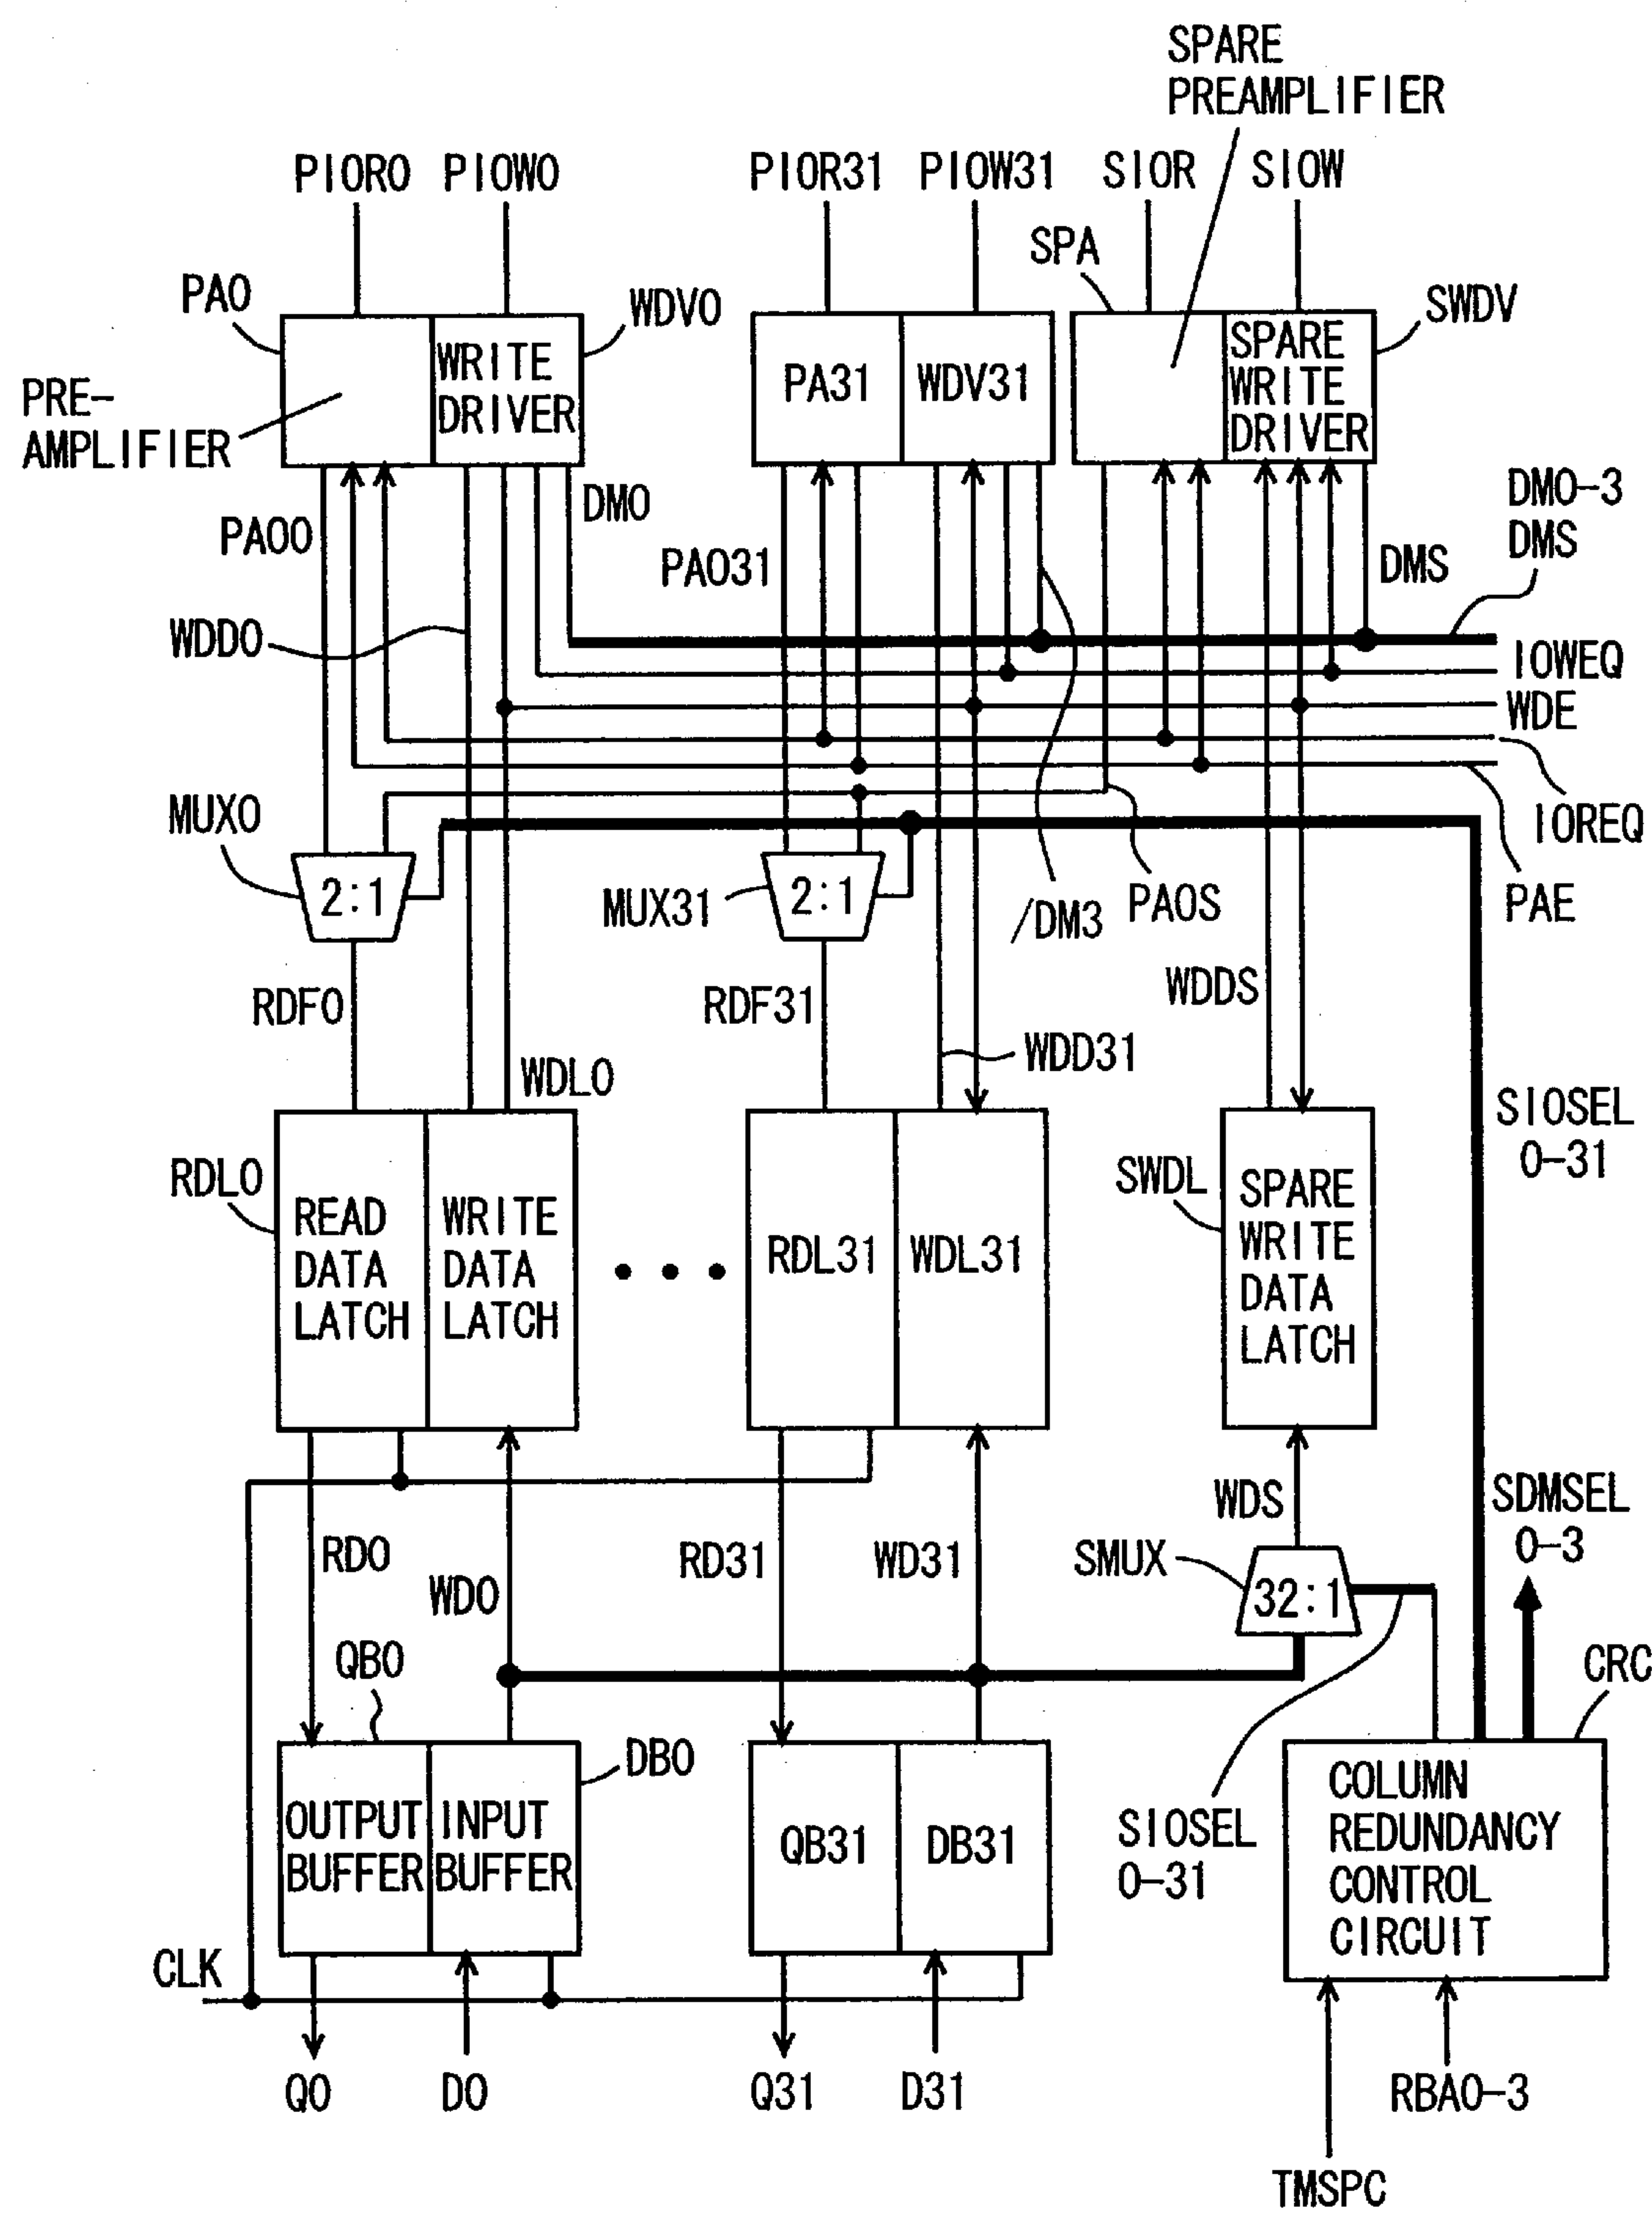 SPARE
PREAMPLIFIER
PIOR0 PIOW0 PIOR31 PIOW31 SIOR SIOW
SPA
PA0 WDV0 SWDV
WRITE
DRIVER
PA31 WDV31
SPARE
WRITE
DRIVER
PRE-
AMPLIFIER
DM0
DM0-3
DMS
PAO0 PAO31 DMS
WDD0
IOWEQ
WDE
MUX0 IOREQ
2:1 MUX31 2:1 /DM3 PAOS PAE
RDF0 RDF31 WDDS
WDD31
WDL0
SIOSEL
0-31
RDL0 SWDL
READ
DATA
LATCH
WRITE
DATA
LATCH
RDL31 WDL31
SPARE
WRITE
DATA
LATCH
WDS SDMSEL
0-3
RD0 RD31 WD31 SMUX
WD0 32:1
QB0 CRC
DB0
OUTPUT
BUFFER
INPUT
BUFFER
QB31 DB31
SIOSEL
0-31
COLUMN
REDUNDANCY
CONTROL
CIRCUIT
CLK
Q0 D0 Q31 D31 RBA0-3
TMSPC